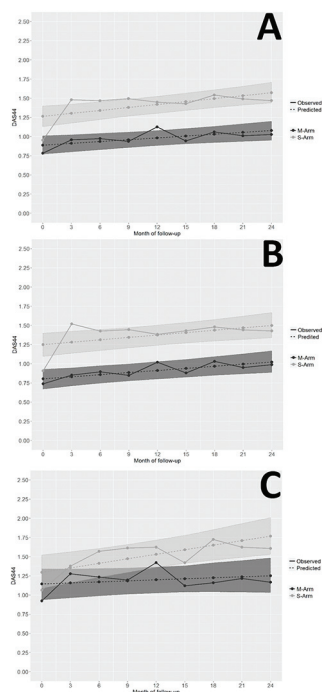 A
2.50
2.25
2.00
1.75
1.50
1.25
1.00
0.75
0.50
0.25
0.00
DAS44
0 3 6 9 12 15 18 21 24
Month of follow-up
Observed
Predicted
M-Arm
S-Arm
B
2.50
2.25
2.00
1.75
1.50
1.25
1.00
0.75
0.50
0.25
0.00
DAS44
0 3 6 9 12 15 18 21 24
Month of follow-up
Observed
Predited
M-Arm
S-Arm
C
2.50
2.25
2.00
1.75
1.50
1.25
1.00
0.75
0.50
0.25
0.00
DAS44
0 3 6 9 12 15 18 21 24
Month of follow-up
Observed
Predicted
M-Arm
S-Arm